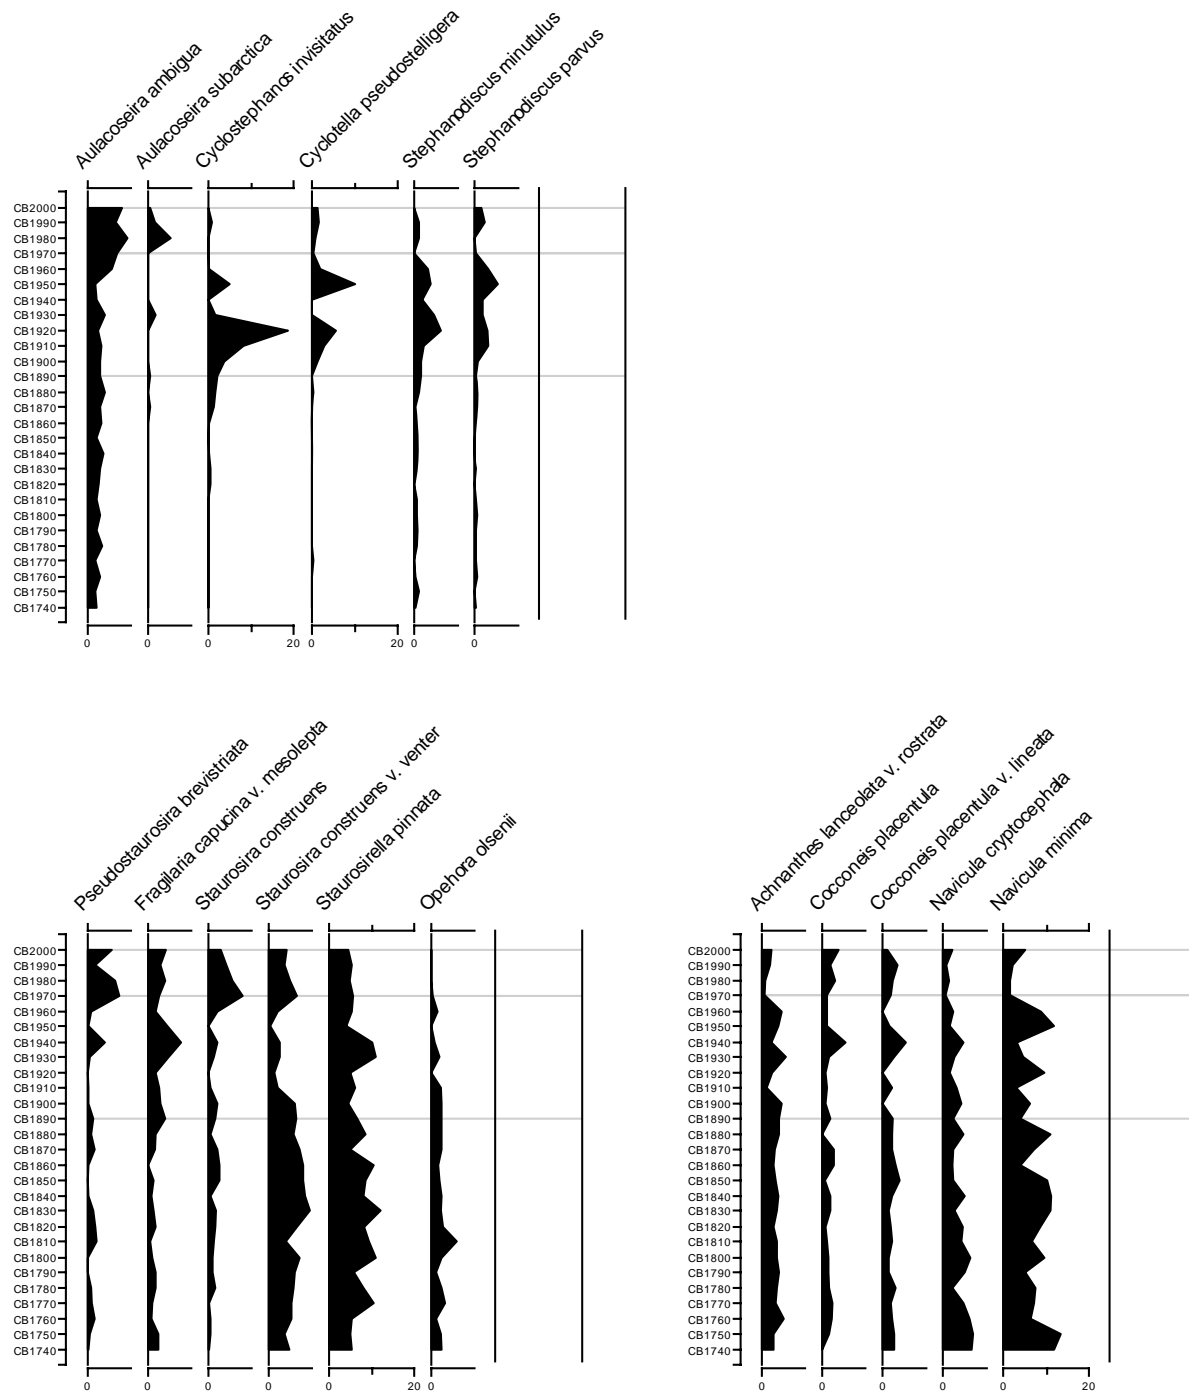 Aulacoseira ambigua
Aulacoseira subarctica
Cyclostephanos invisitatus
Cyclotella pseudostelligera
Stephanodiscus minutulus
Stephanodiscus parvus
CB2000
CB1990
CB1980
CB1970
CB1960
CB1950
CB1940
CB1930
CB1920
CB1910
CB1900
CB1890
CB1880
CB1870
CB1860
CB1850
CB1840
CB1830
CB1820
CB1810
CB1800
CB1790
CB1780
CB1770
CB1760
CB1750
CB1740
0 0 0 20 0 20 0 0
Pseudostaurosira brevistriata
Fragilaria capucina v. mesolepta
Staurosira construens
Staurosira construens v. venter
Staurosirella pinnata
Opehora olsenii
CB2000
CB1990
CB1980
CB1970
CB1960
CB1950
CB1940
CB1930
CB1920
CB1910
CB1900
CB1890
CB1880
CB1870
CB1860
CB1850
CB1840
CB1830
CB1820
CB1810
CB1800
CB1790
CB1780
CB1770
CB1760
CB1750
CB1740
0 0 0 0 0 20 0
Achnanthes lanceolata v. rostrata
Cocconeis placentula
Cocconeis placentula v. lineata
Navicula cryptocephala
Navicula minima
CB2000
CB1990
CB1980
CB1970
CB1960
CB1950
CB1940
CB1930
CB1920
CB1910
CB1900
CB1890
CB1880
CB1870
CB1860
CB1850
CB1840
CB1830
CB1820
CB1810
CB1800
CB1790
CB1780
CB1770
CB1760
CB1750
CB1740
0 0 0 0 0 20